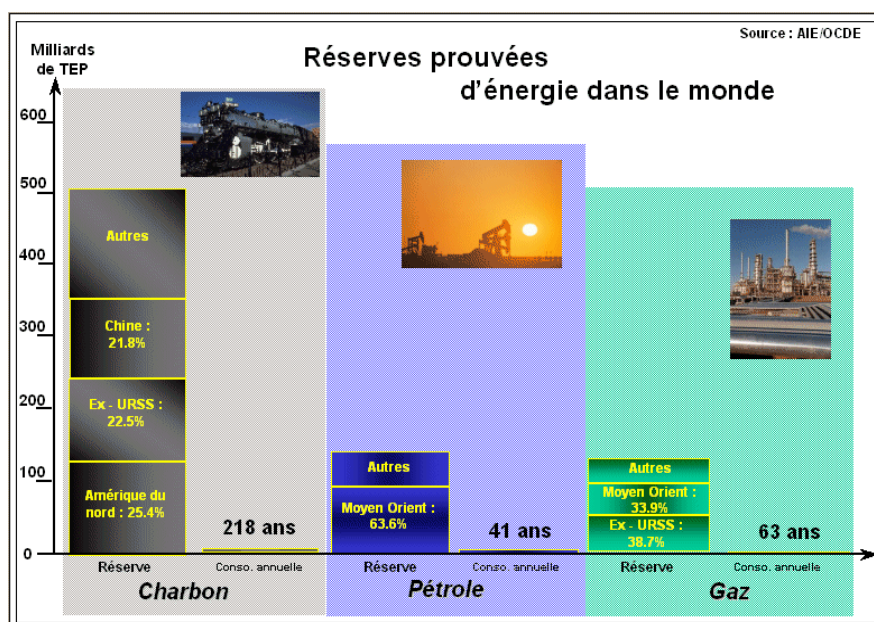 Source : AIE/OCDE
Milliards
de TEP
Réserves prouvées
d'énergie dans le monde
600
500
400
300
200
100
0
Autres
Chine :
21.8%
Ex - URSS :
22.5%
Amérique du
nord : 25.4%
218 ans
Réserve
Conso. annuelle
Charbon
Autres
Moyen Orient :
63.6%
41 ans
Réserve
Conso. annuelle
Pétrole
Autres
Moyen Orient :
33.9%
Ex - URSS :
38.7%
63 ans
Réserve
Conso. annuelle
Gaz